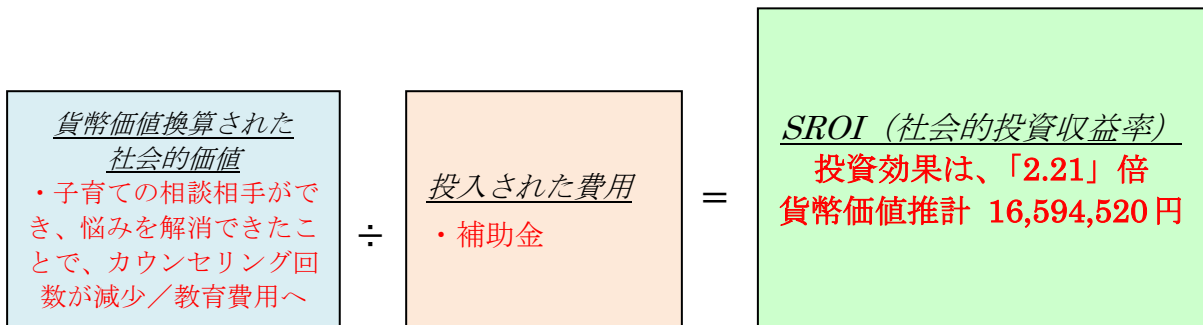 貨幣価値換算された
社会的価値
・子育ての相談相手がで
き、悩みを解消できたこ
とで、カウンセリング回
数が減少／教育費用へ
÷
投入された費用
・補助金
＝
SROI（社会的投資収益率）
投資効果は、「2.21」倍
貨幣価値推計 16,594,520円